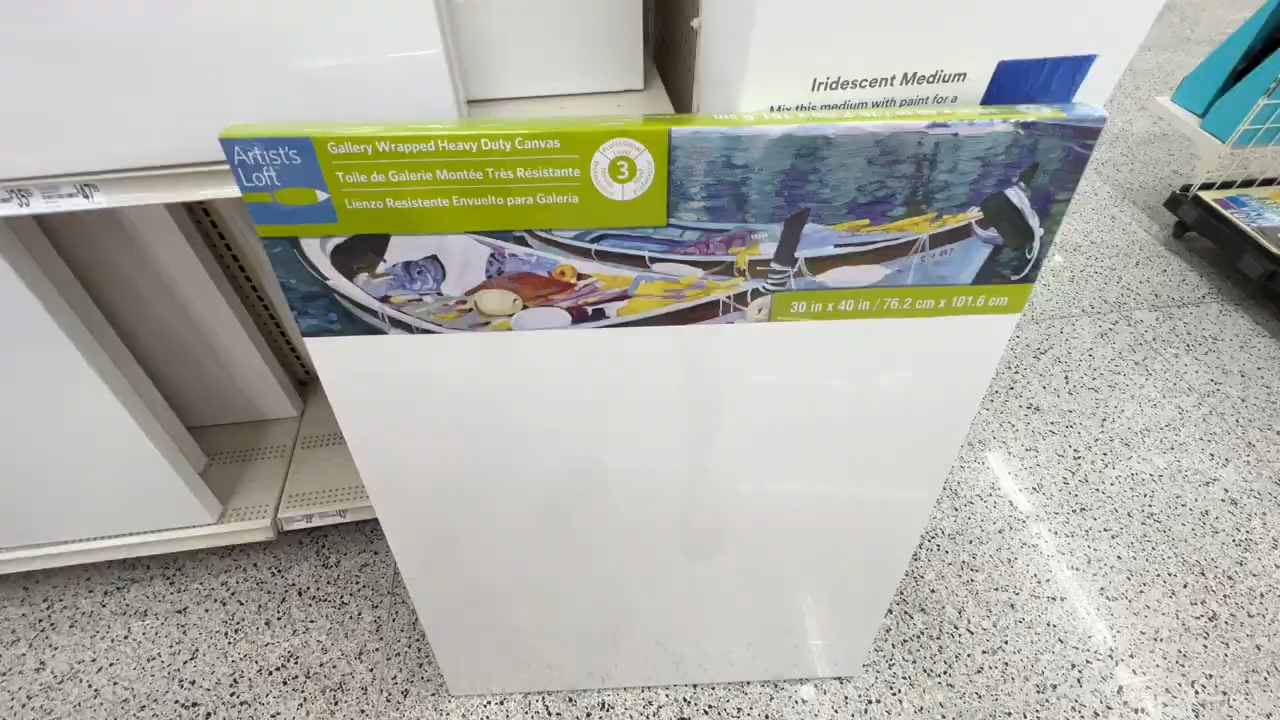 Iridescent Medium
Mix this medium with paint for a
Artist's
Loft
Gallery Wrapped Heavy Duty Canvas
Toile de Galerie Montée Très Résistante
Lienzo Resistente Envuelto para Galería
Level
3
30 in x 40 in / 76.2 cm x 101.6 cm